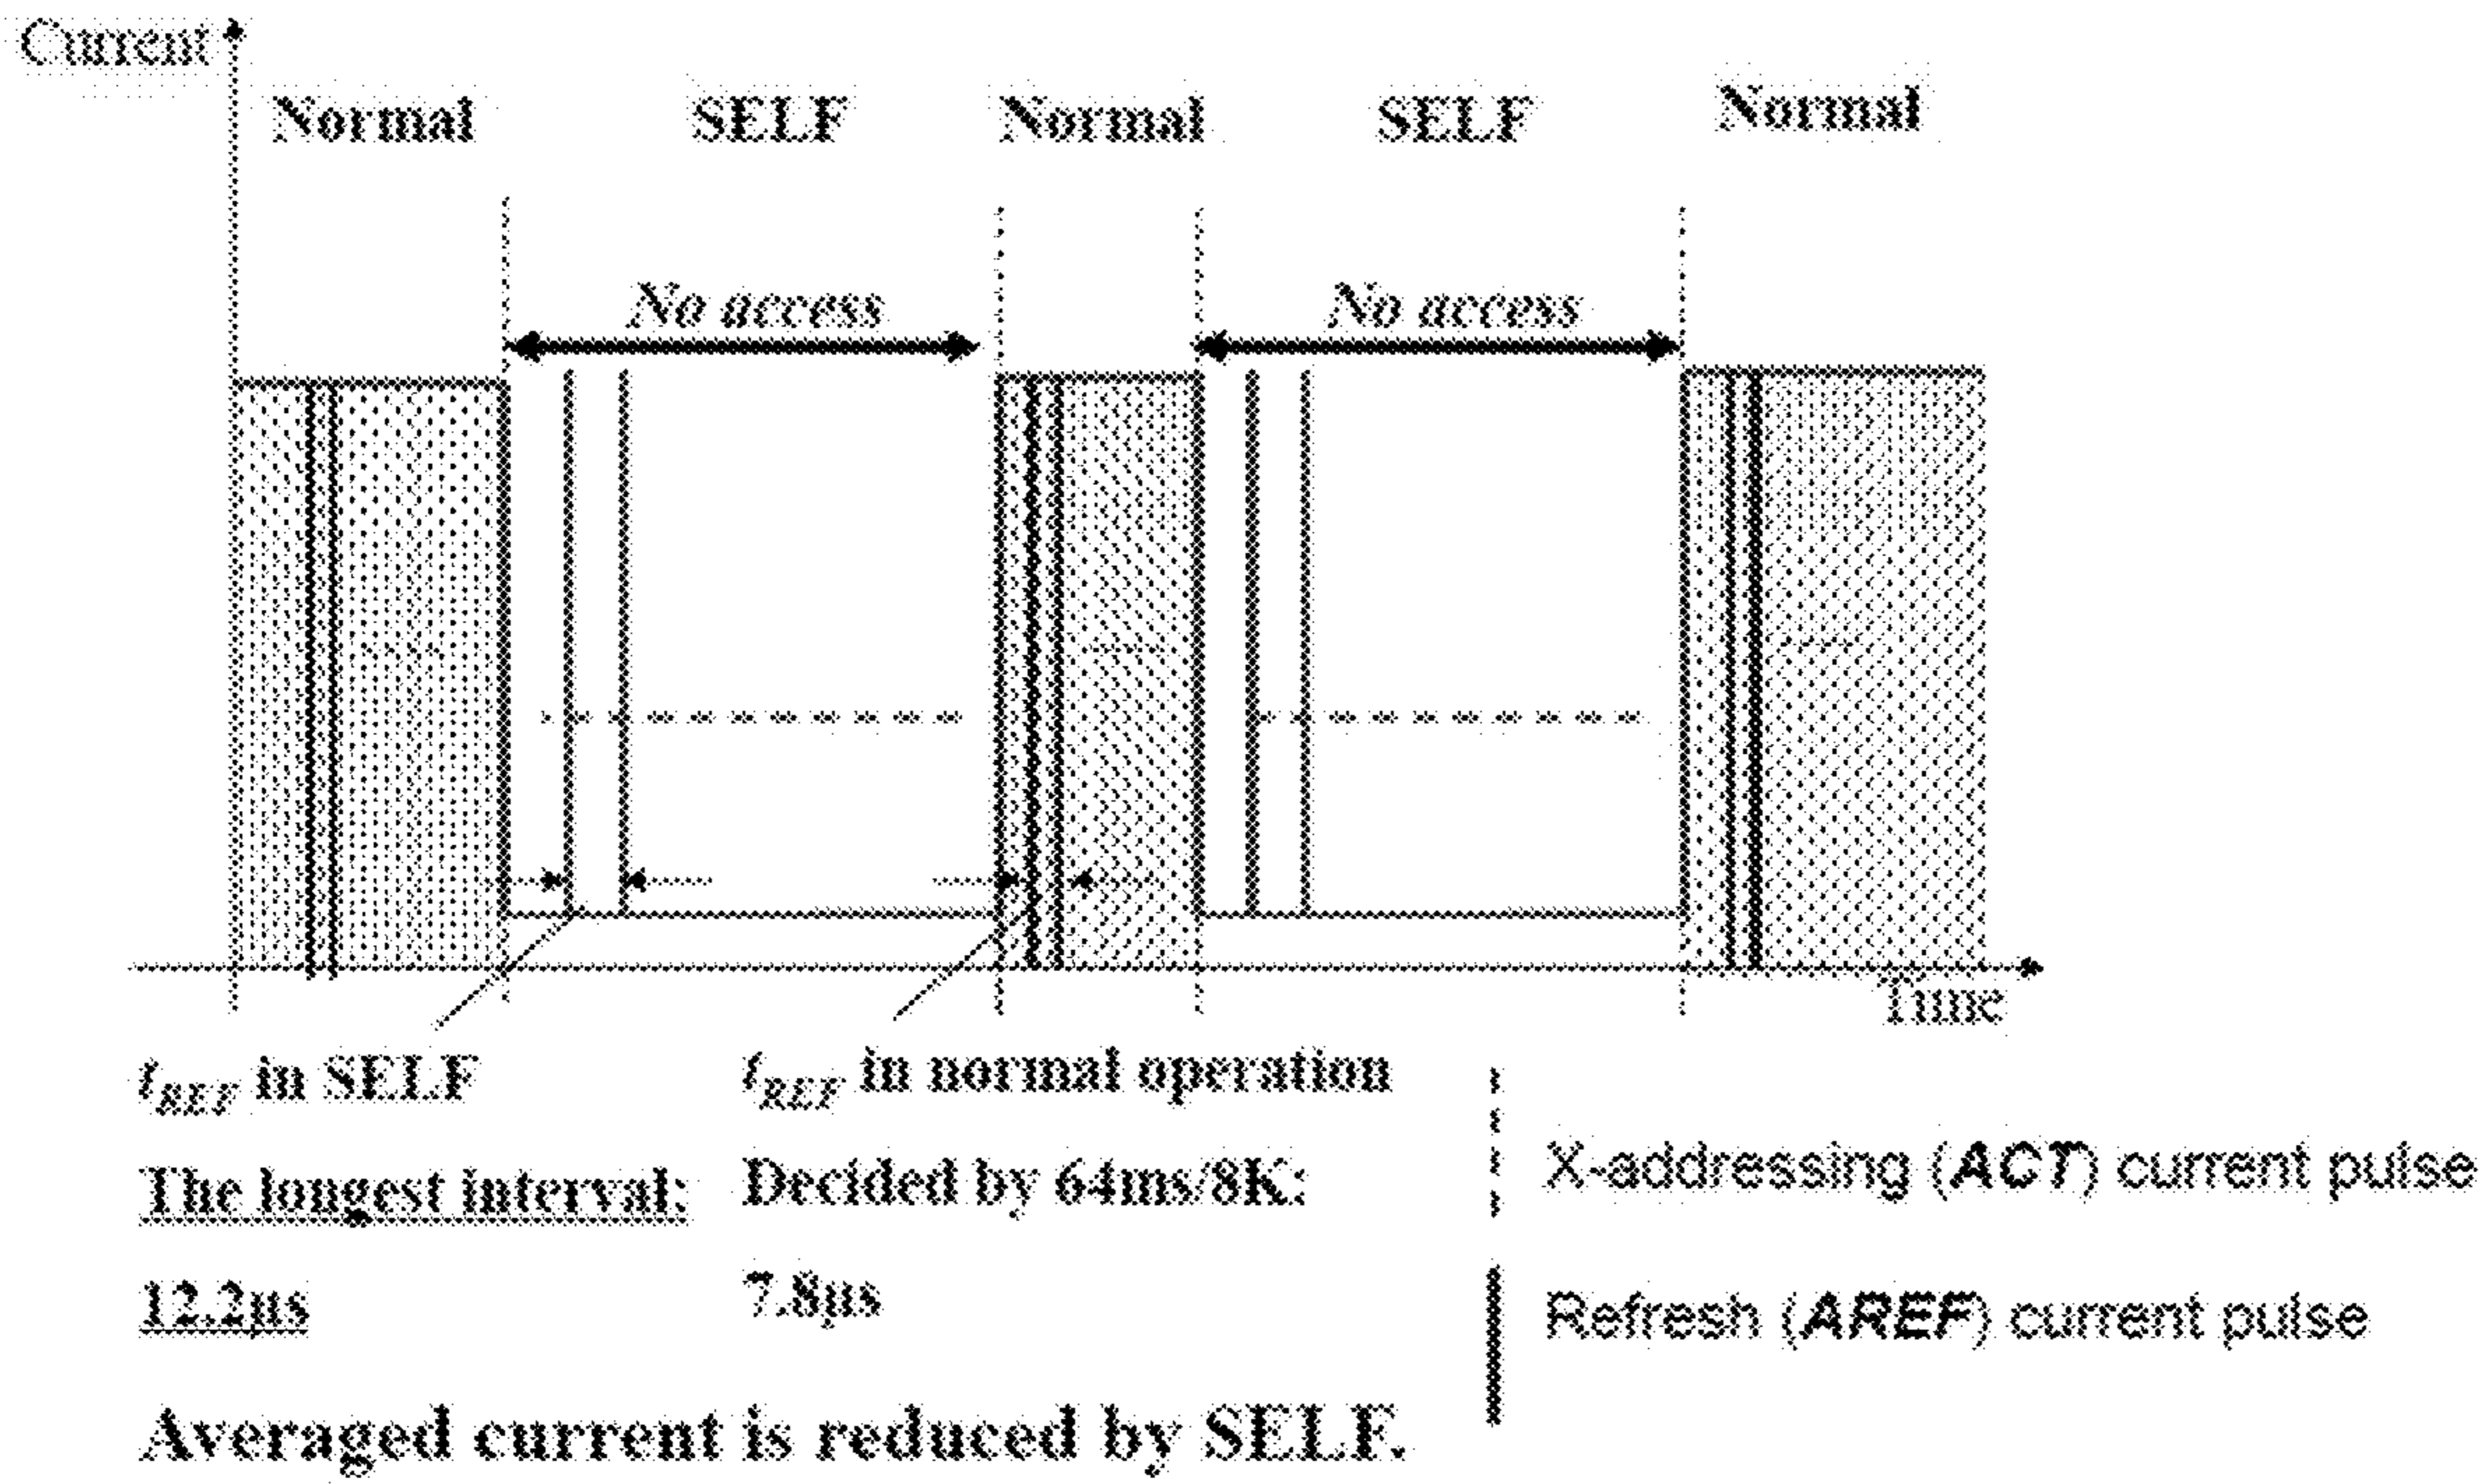 Current
Normal SELF Normal SELF Normal
No access No access
Time
tREF in SELF
The longest interval:
12.2μs
tREF in normal operation
Decided by 64ms/8K:
7.8μs
X-addressing (ACT) current pulse
Refresh (AREF) current pulse
Averaged current is reduced by SELF.